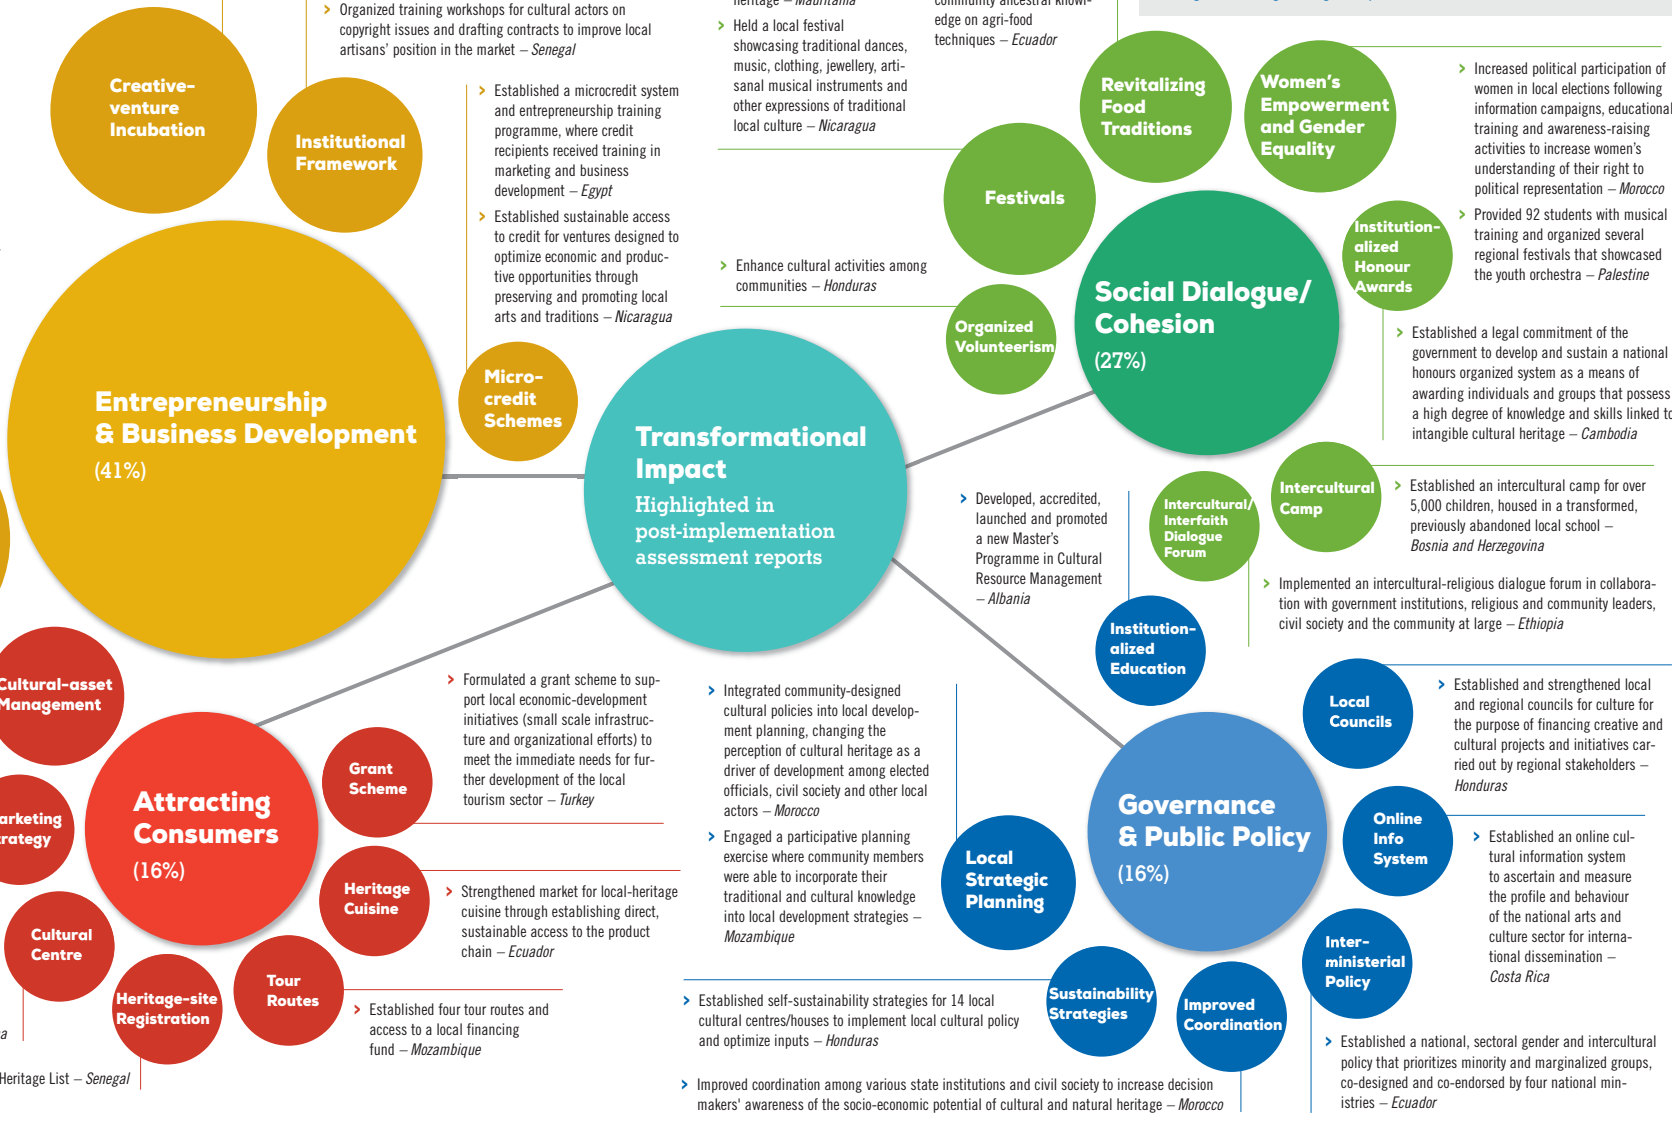 › Organized training workshops for cultural actors on
copyright issues and drafting contracts to improve local
artisans’ position in the market – Senegal
Creative-
venture
Incubation
Institutional
Framework
› Established a microcredit system
and entrepreneurship training
programme, where credit
recipients received training in
marketing and business
development – Egypt
› Established sustainable access
to credit for ventures designed to
optimize economic and produc-
tive opportunities through
preserving and promoting local
arts and traditions – Nicaragua
Micro-
credit
Schemes
Entrepreneurship
& Business Development
(41%)
heritage – Mauritania
› Held a local festival
showcasing traditional dances,
music, clothing, jewellery, arti-
sanal musical instruments and
other expressions of traditional
local culture – Nicaragua
community ancestral knowl-
edge on agri-food
techniques – Ecuador
Revitalizing
Food
Traditions
Women’s
Empowerment
and Gender
Equality
Festivals
› Increased political participation of
women in local elections following
information campaigns, educational
training and awareness-raising
activities to increase women’s
understanding of their right to
political representation – Morocco
› Provided 92 students with musical
training and organized several
regional festivals that showcased
the youth orchestra – Palestine
Institution-
alized
Honour
Awards
› Enhance cultural activities among
communities – Honduras
Organized
Volunteerism
Social Dialogue/
Cohesion
(27%)
› Established a legal commitment of the
government to develop and sustain a national
honours organized system as a means of
awarding individuals and groups that possess
a high degree of knowledge and skills linked to
intangible cultural heritage – Cambodia
Transformational
Impact
Highlighted in
post-implementation
assessment reports
Intercultural
Camp
› Established an intercultural camp for over
5,000 children, housed in a transformed,
previously abandoned local school –
Bosnia and Herzegovina
Intercultural/
Interfaith
Dialogue
Forum
› Implemented an intercultural-religious dialogue forum in collabora-
tion with government institutions, religious and community leaders,
civil society and the community at large – Ethiopia
› Developed, accredited,
launched and promoted
a new Master’s
Programme in Cultural
Resource Management
– Albania
Institution-
alized
Education
Cultural-asset
Management
Attracting
Consumers
(16%)
› Formulated a grant scheme to sup-
port local economic-development
initiatives (small scale infrastruc-
ture and organizational efforts) to
meet the immediate needs for fur-
ther development of the local
tourism sector – Turkey
Grant
Scheme
arketing
rategy
Heritage
Cuisine
› Strengthened market for local-heritage
cuisine through establishing direct,
sustainable access to the product
chain – Ecuador
Cultural
Centre
Heritage-site
Registration
Tour
Routes
› Established four tour routes and
access to a local financing
fund – Mozambique
Heritage List – Senegal
› Integrated community-designed
cultural policies into local develop-
ment planning, changing the
perception of cultural heritage as a
driver of development among elected
officials, civil society and other local
actors – Morocco
› Engaged a participative planning
exercise where community members
were able to incorporate their
traditional and cultural knowledge
into local development strategies –
Mozambique
Local
Strategic
Planning
Governance
& Public Policy
(16%)
Local
Councils
› Established and strengthened local
and regional councils for culture for
the purpose of financing creative and
cultural projects and initiatives car-
ried out by regional stakeholders –
Honduras
Online
Info
System
› Established an online cul-
tural information system
to ascertain and measure
the profile and behaviour
of the national arts and
culture sector for interna-
tional dissemination –
Costa Rica
Inter-
ministerial
Policy
› Established a national, sectoral gender and intercultural
policy that prioritizes minority and marginalized groups,
co-designed and co-endorsed by four national min-
istries – Ecuador
Sustainability
Strategies
› Established self-sustainability strategies for 14 local
cultural centres/houses to implement local cultural policy
and optimize inputs – Honduras
Improved
Coordination
› Improved coordination among various state institutions and civil society to increase decision
makers' awareness of the socio-economic potential of cultural and natural heritage – Morocco